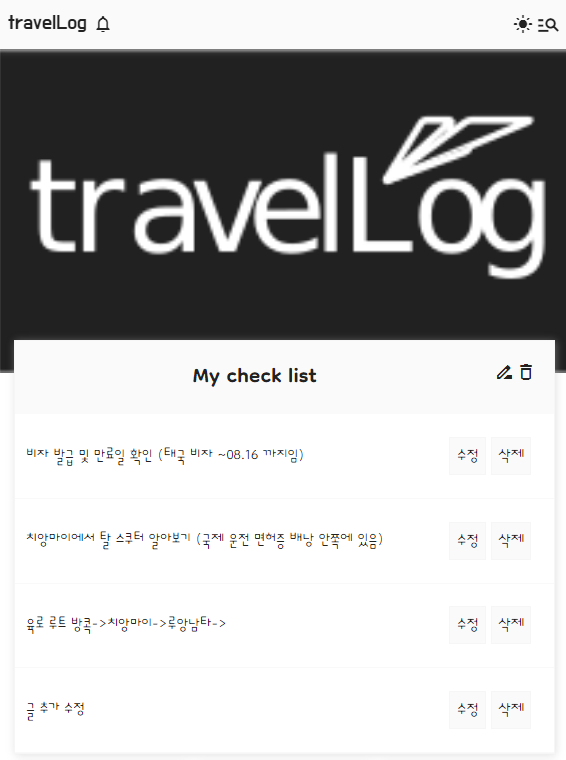 travelLog
travelLog
My check list
비자 발급 및 만료일 확인 (태국 비자 ~08.16 까지임)
수정 삭제
치앙마이에서 탈 스쿠터 알아보기 (국제 운전 면허증 배낭 안쪽에 있음)
수정 삭제
육로 루트 방콕->치앙마이->루앙남타->
수정 삭제
글 추가 수정
수정 삭제